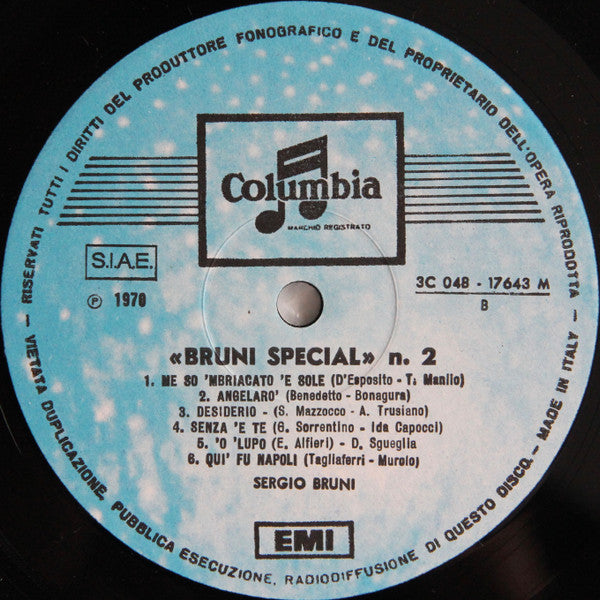 — RISERVATI TUTTI I DIRITTI DEL PRODUTTORE FONOGRAFICO E DEL PROPRIETARIO DELL'OPERA RIPRODOTTA
Columbia
MARCHIO REGISTRATO
S.I.A.E.
Ⓟ 1970
3C 048 - 17643 M
B
«BRUNI SPECIAL» n. 2
1. ME SO 'MBRIACATO 'E SOLE (D'Esposito - T. Manlio)
2. ANGELARO' (Benedetto - Bonagura)
3. DESIDERIO - (S. Mazzocco - A. Trusiano)
4. SENZA 'E TE (G. Sorrentino - Ida Capocci)
5. 'O 'LUPO (E. Alfieri) - D. Sgueglia)
6. QUI' FU NAPOLI (Tagliaferri - Murolo)
SERGIO BRUNI
EMI
VIETATA DUPLICAZIONE, PUBBLICA ESECUZIONE, RADIODIFFUSIONE DI QUESTO DISCO. — MADE IN ITALY —